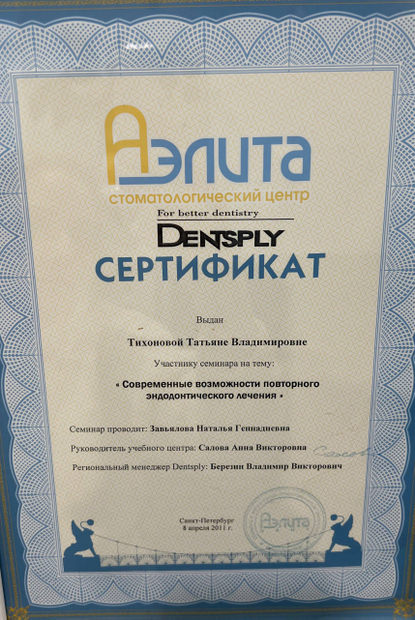 Аэлита
стоматологический центр
For better dentistry
DENTSPLY
СЕРТИФИКАТ
Выдан
Тихоновой Татьяне Владимировне
Участнику семинара на тему:
« Современные возможности повторного
эндодонтического лечения »
Семинар проводит: Завьялова Наталья Геннадиевна
Руководитель учебного центра: Салова Анна Викторовна
Региональный менеджер Dentsply: Березин Владимир Викторович
Аэлита
Санкт-Петербург
8 апреля 2011 г.